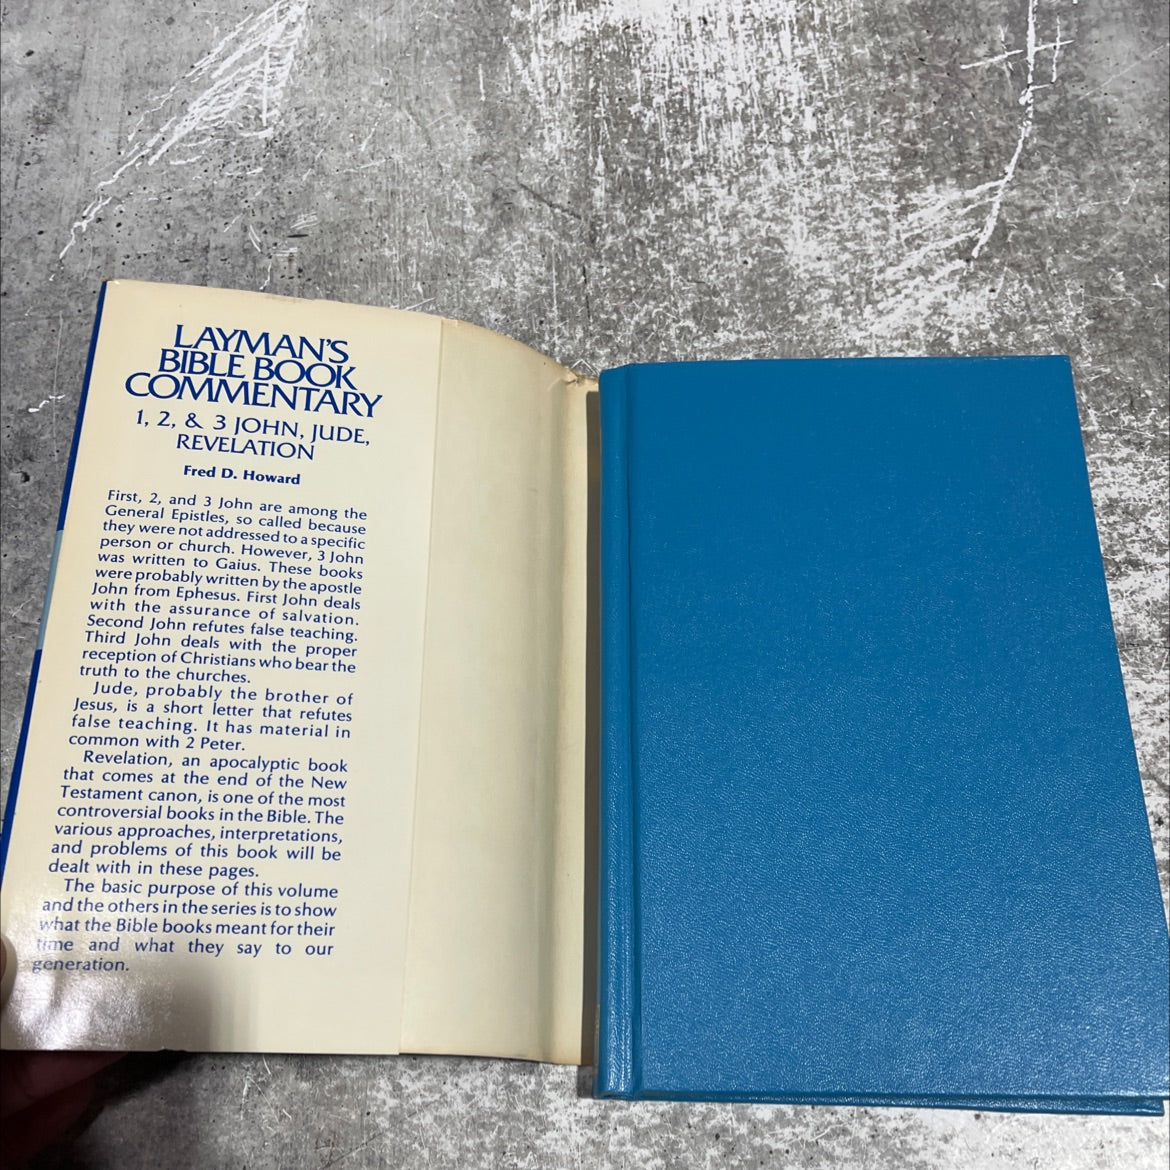 LAYMAN'S
BIBLE BOOK
COMMENTARY
1, 2, & 3 JOHN, JUDE,
REVELATION
Fred D. Howard
First, 2, and 3 John are among the
General Epistles, so called because
they were not addressed to a specific
person or church. However, 3 John
was written to Gaius. These books
were probably written by the apostle
John from Ephesus. First John deals
with the assurance of salvation.
Second John refutes false teaching.
Third John deals with the proper
reception of Christians who bear the
truth to the churches.
Jude, probably the brother of
Jesus, is a short letter that refutes
false teaching. It has material in
common with 2 Peter.
Revelation, an apocalyptic book
that comes at the end of the New
Testament canon, is one of the most
controversial books in the Bible. The
various approaches, interpretations,
and problems of this book will be
dealt with in these pages.
The basic purpose of this volume
and the others in the series is to show
what the Bible books meant for their
time and what they say to our
generation.